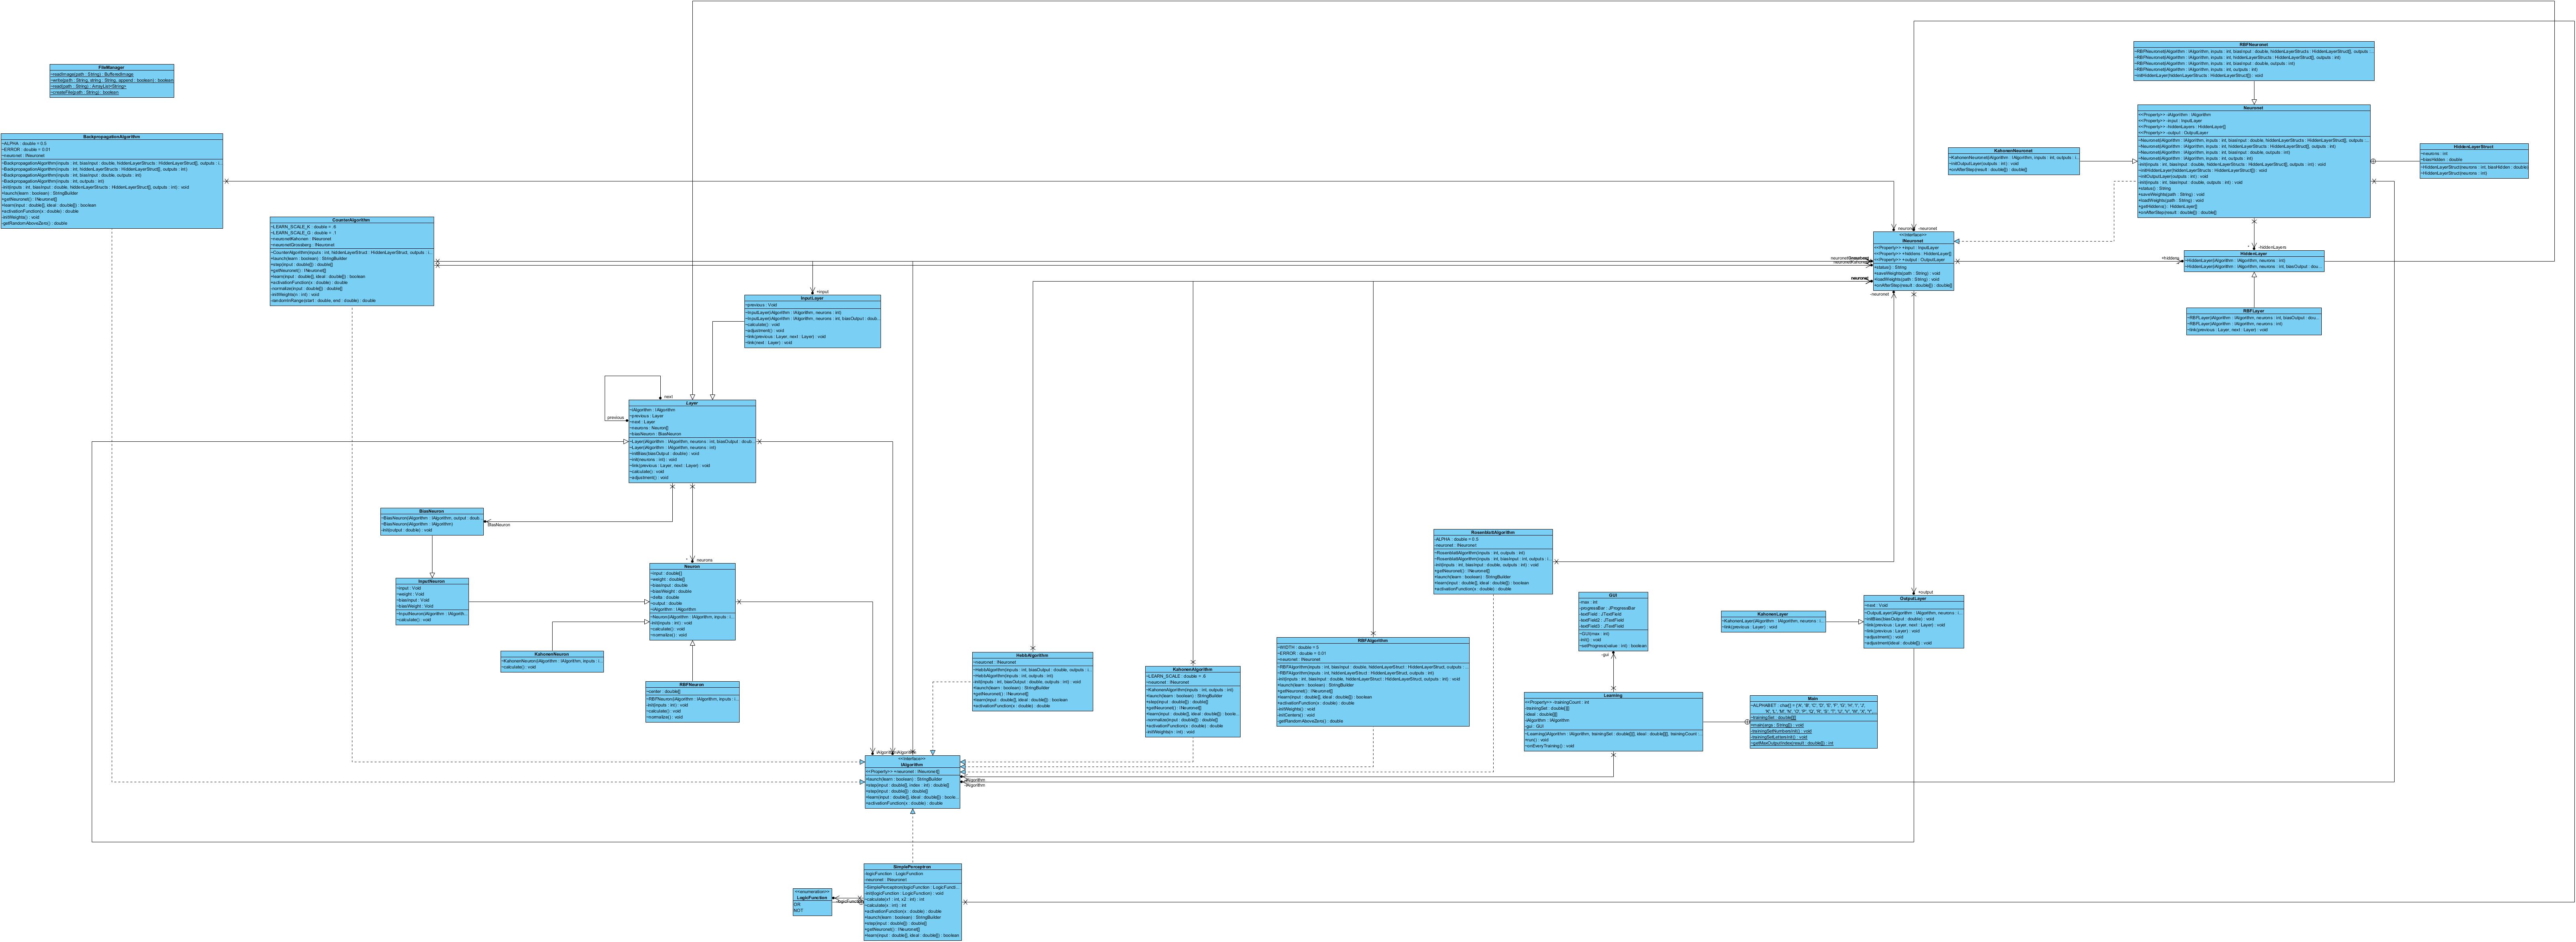 FileManager
+readImage(path : String) : BufferedImage
+write(path : String, string : String, append : boolean) : boolean
+read(path : String) : ArrayList<String>
+createFile(path : String) : boolean
BackpropagationAlgorithm
~ALPHA : double = 0.5
~ERROR : double = 0.01
~neuronet : INeuronet
~BackpropagationAlgorithm(inputs : int, biasInput : double, hiddenLayerStructs : HiddenLayerStruct[], outputs : i...
~BackpropagationAlgorithm(inputs : int, hiddenLayerStructs : HiddenLayerStruct[], outputs : int)
~BackpropagationAlgorithm(inputs : int, biasInput : double, outputs : int)
~BackpropagationAlgorithm(inputs : int, outputs : int)
-init(inputs : int, biasInput : double, hiddenLayerStructs : HiddenLayerStruct[], outputs : int) : void
+launch(learn : boolean) : StringBuilder
+getNeuronet() : INeuronet[]
+learn(input : double[], ideal : double[]) : boolean
+activationFunction(x : double) : double
-initWeights() : void
-getRandomAboveZero() : double
CounterAlgorithm
~LEARN_SCALE_K : double = .6
~LEARN_SCALE_G : double = .1
~neuronetKahonen : INeuronet
~neuronetGrossberg : INeuronet
~CounterAlgorithm(inputs : int, hiddenLayerStruct : HiddenLayerStruct, outputs : i...
+launch(learn : boolean) : StringBuilder
+step(input : double[]) : double[]
+getNeuronet() : INeuronet[]
+learn(input : double[], ideal : double[]) : boolean
+activationFunction(x : double) : double
-normalize(input : double[]) : double[]
-initWeights(n : int) : void
-randomInRange(start : double, end : double) : double
+input
InputLayer
~previous : Void
~InputLayer(iAlgorithm : IAlgorithm, neurons : int)
~InputLayer(iAlgorithm : IAlgorithm, neurons : int, biasOutput : doub...
~calculate() : void
~adjustment() : void
~link(previous : Layer, next : Layer) : void
~link(next : Layer) : void
next
previous
Layer
~iAlgorithm : IAlgorithm
~previous : Layer
~next : Layer
~neurons : Neuron[]
~biasNeuron : BiasNeuron
~Layer(iAlgorithm : IAlgorithm, neurons : int, biasOutput : doub...
~Layer(iAlgorithm : IAlgorithm, neurons : int)
~initBias(biasOutput : double) : void
~init(neurons : int) : void
~link(previous : Layer, next : Layer) : void
~calculate() : void
~adjustment() : void
BiasNeuron
~BiasNeuron(iAlgorithm : IAlgorithm, output : doub...
~BiasNeuron(iAlgorithm : IAlgorithm)
-init(output : double) : void
biasNeuron
* neurons
InputNeuron
~input : Void
~weight : Void
~biasInput : Void
~biasWeight : Void
~InputNeuron(iAlgorithm : IAlgorith...
~calculate() : void
Neuron
~input : double[]
~weight : double[]
~biasInput : double
~biasWeight : double
~delta : double
~output : double
~iAlgorithm : IAlgorithm
~Neuron(iAlgorithm : IAlgorithm, inputs : i...
-init(inputs : int) : void
~calculate() : void
~normalize() : void
KahonenNeuron
~KahonenNeuron(iAlgorithm : IAlgorithm, inputs : i...
~calculate() : void
RBFNeuron
~center : double[]
~RBFNeuron(iAlgorithm : IAlgorithm, inputs : i...
-init(inputs : int) : void
~calculate() : void
~normalize() : void
RBFNeuronet
~RBFNeuronet(iAlgorithm : IAlgorithm, inputs : int, biasInput : double, hiddenLayerStructs : HiddenLayerStruct[], outputs ...
~RBFNeuronet(iAlgorithm : IAlgorithm, inputs : int, hiddenLayerStructs : HiddenLayerStruct[], outputs : int)
~RBFNeuronet(iAlgorithm : IAlgorithm, inputs : int, biasInput : double, outputs : int)
~RBFNeuronet(iAlgorithm : IAlgorithm, inputs : int, outputs : int)
~initHiddenLayer(hiddenLayerStructs : HiddenLayerStruct[]) : void
Neuronet
<<Property>> -iAlgorithm : IAlgorithm
<<Property>> -input : InputLayer
<<Property>> -hiddenLayers : HiddenLayer[]
<<Property>> -output : OutputLayer
~Neuronet(iAlgorithm : IAlgorithm, inputs : int, biasInput : double, hiddenLayerStructs : HiddenLayerStruct[], outputs ...
~Neuronet(iAlgorithm : IAlgorithm, inputs : int, hiddenLayerStructs : HiddenLayerStruct[], outputs : int)
~Neuronet(iAlgorithm : IAlgorithm, inputs : int, biasInput : double, outputs : int)
~Neuronet(iAlgorithm : IAlgorithm, inputs : int, outputs : int)
-init(inputs : int, biasInput : double, hiddenLayerStructs : HiddenLayerStruct[], outputs : int) : void
~initHiddenLayer(hiddenLayerStructs : HiddenLayerStruct[]) : void
~initOutputLayer(outputs : int) : void
-init(inputs : int, biasInput : double, outputs : int) : void
+status() : String
+saveWeights(path : String) : void
+loadWeights(path : String) : void
+getHiddens() : HiddenLayer[]
+onAfterStep(result : double[]) : double[]
KahonenNeuronet
~KahonenNeuronet(iAlgorithm : IAlgorithm, inputs : int, outputs : i...
~initOutputLayer(outputs : int) : void
+onAfterStep(result : double[]) : double[]
HiddenLayerStruct
~neurons : int
~biasHidden : double
+HiddenLayerStruct(neurons : int, biasHidden : double)
+HiddenLayerStruct(neurons : int)
-neuronet
<<Interface>>
INeuronet
<<Property>> +input : InputLayer
<<Property>> +hiddens : HiddenLayer[]
<<Property>> +output : OutputLayer
+status() : String
+saveWeights(path : String) : void
+loadWeights(path : String) : void
+onAfterStep(result : double[]) : double[]
-neuronet
+hiddens
* -hiddenLayers
HiddenLayer
~HiddenLayer(iAlgorithm : IAlgorithm, neurons : int)
~HiddenLayer(iAlgorithm : IAlgorithm, neurons : int, biasOutput : dou...
RBFLayer
~RBFLayer(iAlgorithm : IAlgorithm, neurons : int, biasOutput : dou...
~RBFLayer(iAlgorithm : IAlgorithm, neurons : int)
~link(previous : Layer, next : Layer) : void
RosenblattAlgorithm
~ALPHA : double = 0.5
-neuronet : INeuronet
~RosenblattAlgorithm(inputs : int, outputs : int)
~RosenblattAlgorithm(inputs : int, biasInput : int, outputs : i...
-init(inputs : int, biasInput : double, outputs : int) : void
+getNeuronet() : INeuronet[]
+launch(learn : boolean) : StringBuilder
+learn(input : double[], ideal : double[]) : boolean
+activationFunction(x : double) : double
GUI
-max : int
-progressBar : JProgressBar
-textField : JTextField
-textField2 : JTextField
-textField3 : JTextField
+GUI(max : int)
-init() : void
+setProgress(value : int) : boolean
-gui
KahonenLayer
~KahonenLayer(iAlgorithm : IAlgorithm, neurons : i...
~link(previous : Layer) : void
+output
OutputLayer
~next : Void
~OutputLayer(iAlgorithm : IAlgorithm, neurons : i...
~initBias(biasOutput : double) : void
~link(previous : Layer, next : Layer) : void
~link(previous : Layer) : void
~adjustment() : void
~adjustment(ideal : double[]) : void
HebbAlgorithm
~neuronet : INeuronet
~HebbAlgorithm(inputs : int, biasOutput : double, outputs : i...
~HebbAlgorithm(inputs : int, outputs : int)
-init(inputs : int, biasOutput : double, outputs : int) : void
+launch(learn : boolean) : StringBuilder
+getNeuronet() : INeuronet[]
+learn(input : double[], ideal : double[]) : boolean
+activationFunction(x : double) : double
KahonenAlgorithm
~LEARN_SCALE : double = .6
~neuronet : INeuronet
~KahonenAlgorithm(inputs : int, outputs : int)
+launch(learn : boolean) : StringBuilder
+step(input : double[]) : double[]
+getNeuronet() : INeuronet[]
+learn(input : double[], ideal : double[]) : boole...
-normalize(input : double[]) : double[]
+activationFunction(x : double) : double
-initWeights(n : int) : void
RBFAlgorithm
~WIDTH : double = 5
~ERROR : double = 0.01
~neuronet : INeuronet
~RBFAlgorithm(inputs : int, biasInput : double, hiddenLayerStruct : HiddenLayerStruct, outputs : ...
~RBFAlgorithm(inputs : int, hiddenLayerStruct : HiddenLayerStruct, outputs : int)
-init(inputs : int, biasInput : double, hiddenLayerStruct : HiddenLayerStruct, outputs : int) : void
+launch(learn : boolean) : StringBuilder
+getNeuronet() : INeuronet[]
+learn(input : double[], ideal : double[]) : boolean
+activationFunction(x : double) : double
-initWeights() : void
-initCenters() : void
-getRandomAboveZero() : double
Learning
<<Property>> -trainingCount : int
-trainingSet : double[][]
-ideal : double[][]
-iAlgorithm : IAlgorithm
-gui : GUI
~Learning(iAlgorithm : IAlgorithm, trainingSet : double[][], ideal : double[][], trainingCount : ...
+run() : void
~onEveryTraining() : void
Main
~trainingSet : double[][]
+main(args : String[]) : void
-trainingSetNumbersInit() : void
-trainingSetLettersInit() : void
-getMaxOutputIndex(result : double[]) : int
<<Interface>>
IAlgorithm
<<Property>> +neuronet : INeuronet[]
+launch(learn : boolean) : StringBuilder
+step(input : double[], index : int) : double[]
+step(input : double[]) : double[]
+learn(input : double[], ideal : double[]) : boole...
+activationFunction(x : double) : double
-iAlgorithm
-iAlgorithm
SimplePerceptron
-logicFunction : LogicFunction
-neuronet : INeuronet
~SimplePerceptron(logicFunction : LogicFuncti...
-init(logicFunction : LogicFunction) : void
+calculate(x1 : int, x2 : int) : int
+calculate(x : int) : int
+activationFunction(x : double) : double
+launch(learn : boolean) : StringBuilder
+step(input : double[]) : double[]
+getNeuronet() : INeuronet[]
+learn(input : double[], ideal : double[]) : boolean
<<enumeration>>
LogicFunction
OR
NOT
-logicFunction